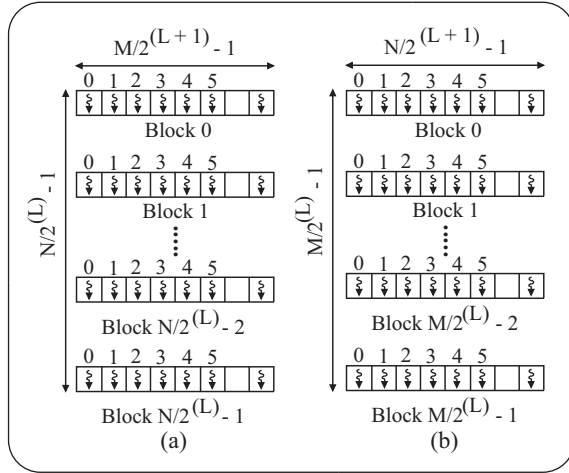 M/2^(L + 1) - 1
N/2^(L) - 1
0 1 2 3 4 5
Block 0
0 1 2 3 4 5
Block 1
0 1 2 3 4 5
Block N/2^(L) - 2
0 1 2 3 4 5
Block N/2^(L) - 1
(a)
N/2^(L + 1) - 1
M/2^(L) - 1
0 1 2 3 4 5
Block 0
0 1 2 3 4 5
Block 1
0 1 2 3 4 5
Block M/2^(L) - 2
0 1 2 3 4 5
Block M/2^(L) - 1
(b)